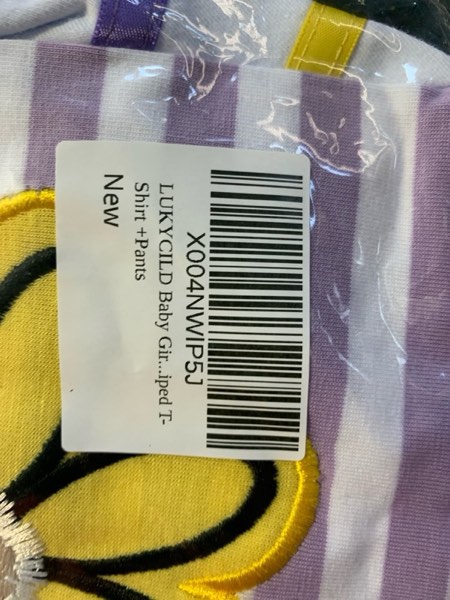 X004NWIP5J
LUKYCILD Baby Gir...iped T-
Shirt +Pants
New